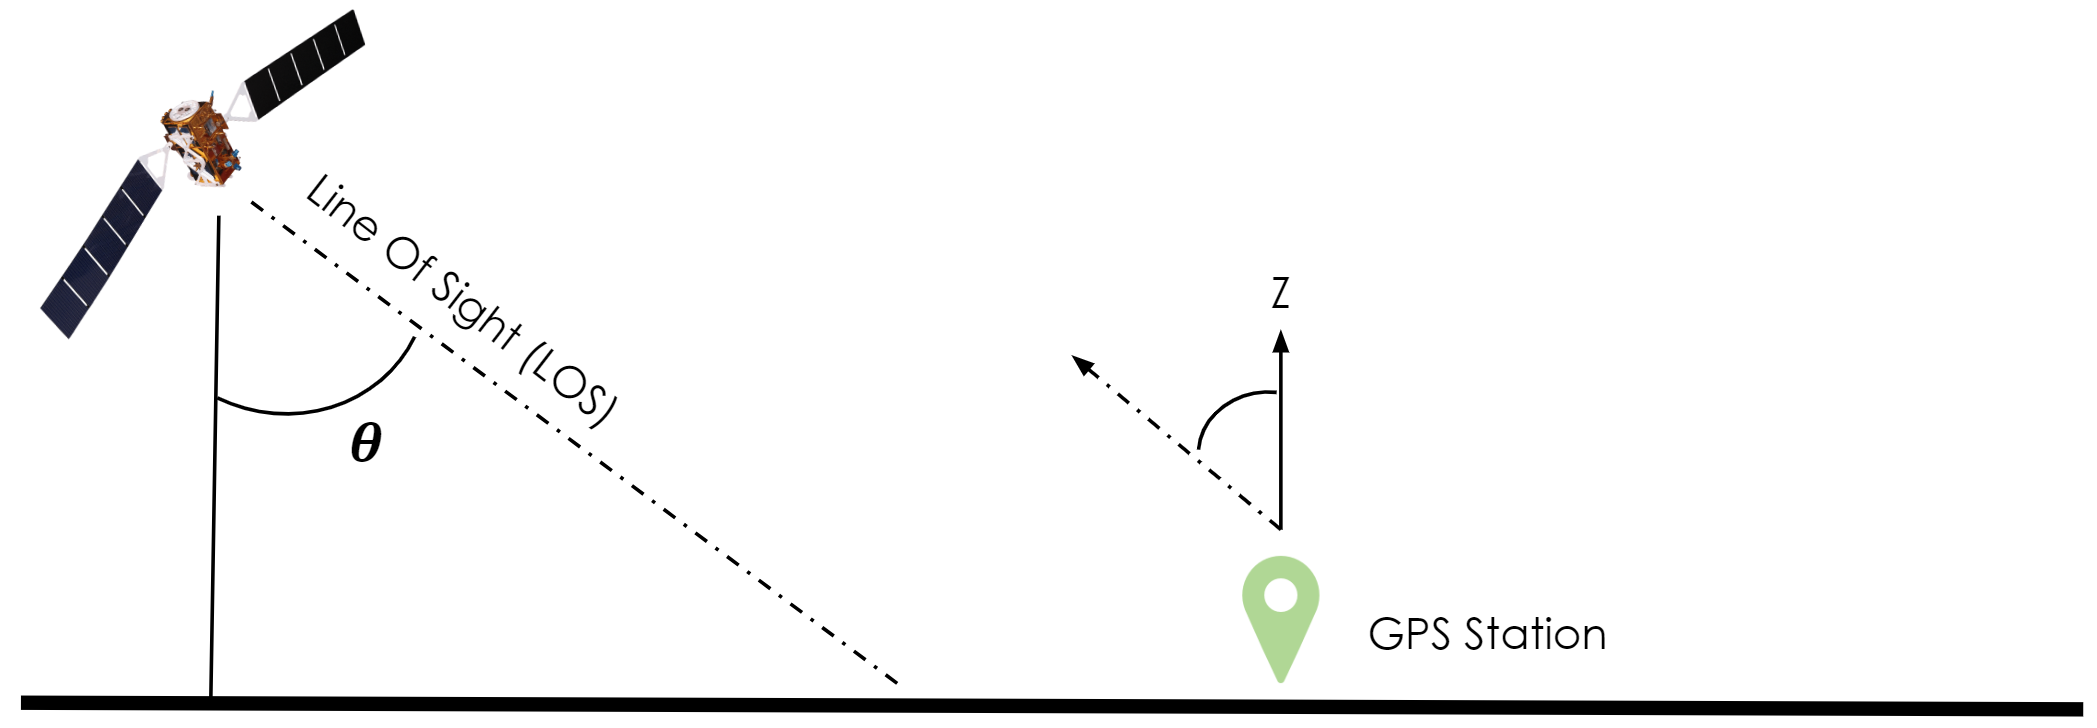 Line Of Sight (LOS)
θ
Z
GPS Station